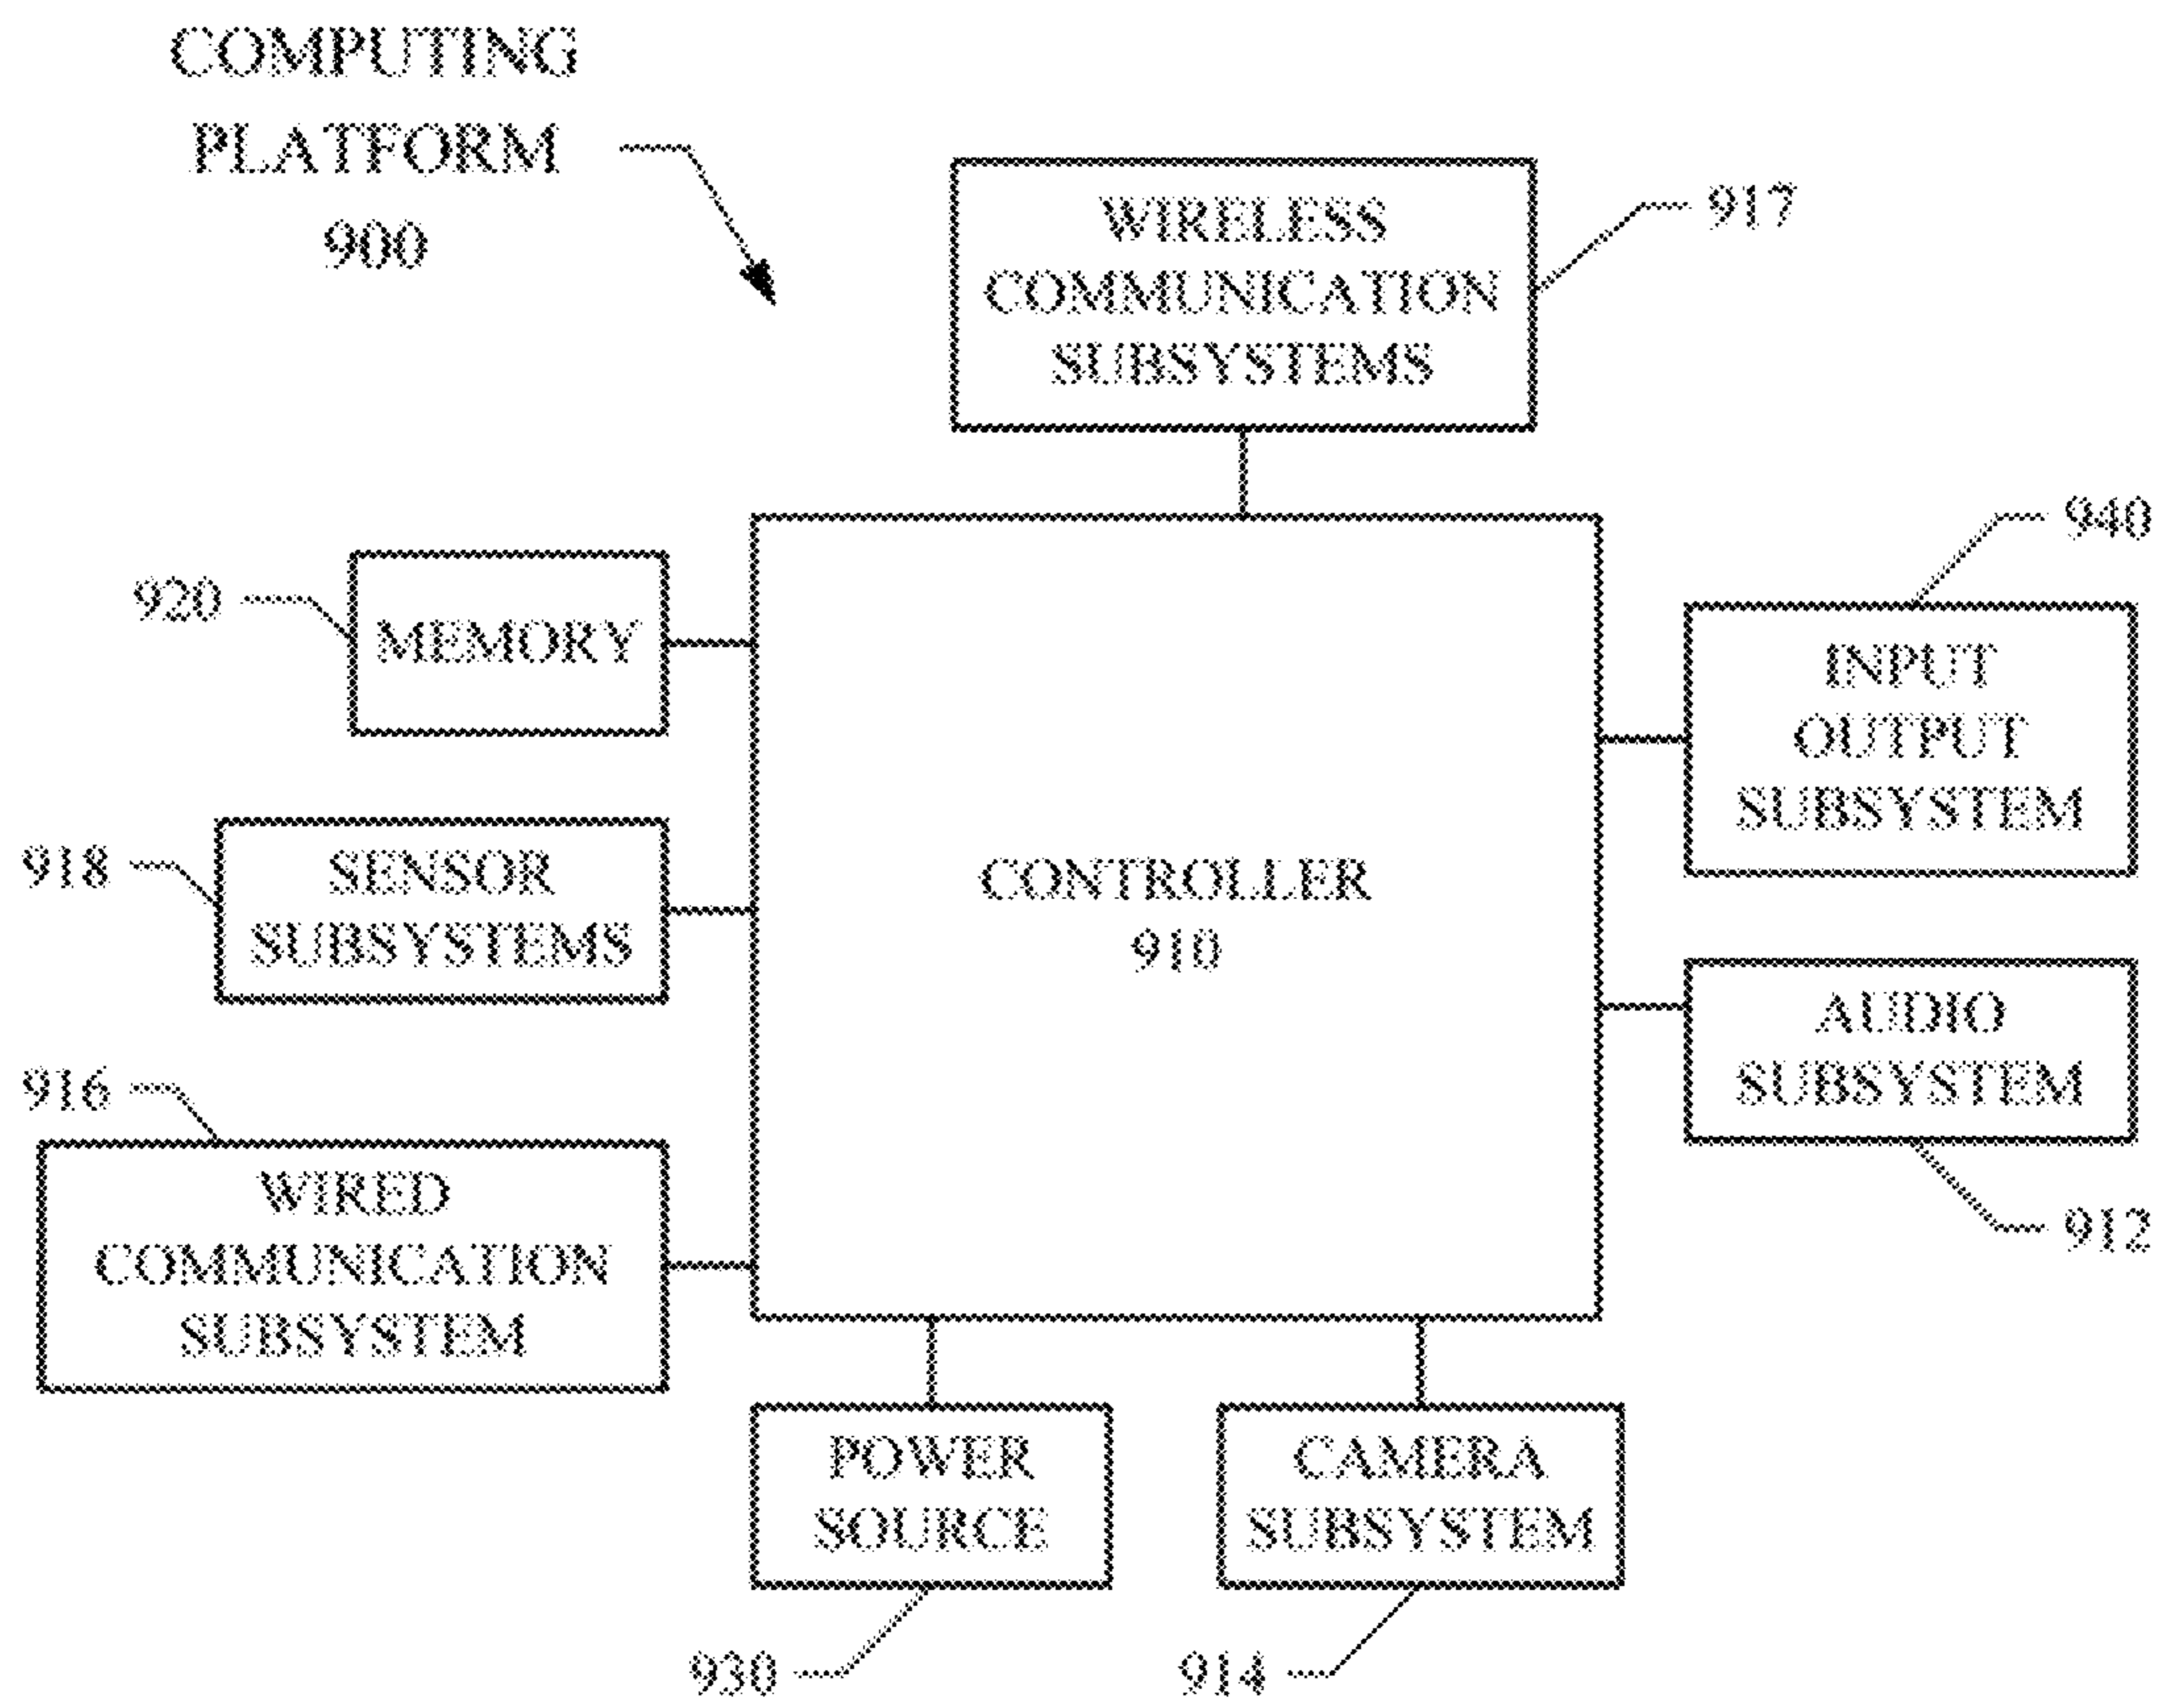 COMPUTING
PLATFORM
900
WIRELESS
COMMUNICATION
SUBSYSTEMS
917
940
920
MEMORY
INPUT
OUTPUT
SUBSYSTEM
918
SENSOR
SUBSYSTEMS
CONTROLLER
910
AUDIO
SUBSYSTEM
912
916
WIRED
COMMUNICATION
SUBSYSTEM
POWER
SOURCE
930
CAMERA
SUBSYSTEM
914